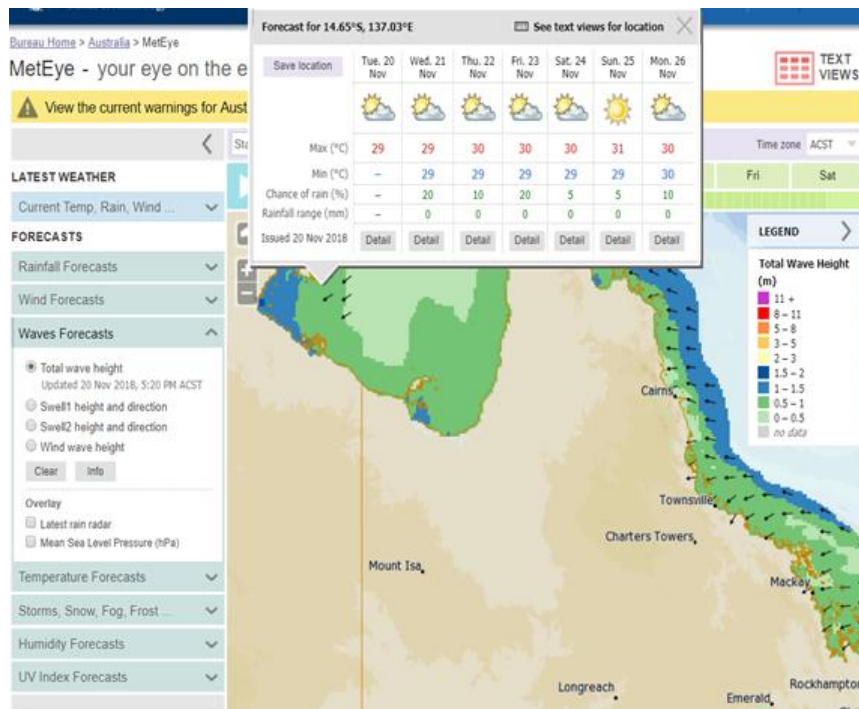 Forecast for 14.65°S, 137.03°E
See text views for location
Bureau Home > Australia > MetEye
MetEye - your eye on the e
TEXT
VIEWS
View the current warnings for Aust
Save location
Tue. 20 Nov
Wed. 21 Nov
Thu. 22 Nov
Fri. 23 Nov
Sat. 24 Nov
Sun. 25 Nov
Mon. 26 Nov
Max (°C) 29 29 30 30 30 31 30
Min (°C) – 29 29 29 29 29 30
Chance of rain (%) – 20 10 20 5 5 10
Rainfall range (mm) – 0 0 0 0 0 0
Issued 20 Nov 2018 Detail Detail Detail Detail Detail Detail Detail
Time zone ACST
Fri Sat
LATEST WEATHER
Current Temp, Rain, Wind ...
FORECASTS
Rainfall Forecasts
Wind Forecasts
Waves Forecasts
Total wave height
Updated 20 Nov 2018, 5:20 PM ACST
Swell1 height and direction
Swell2 height and direction
Wind wave height
Clear Info
Overlay
Latest rain radar
Mean Sea Level Pressure (hPa)
Temperature Forecasts
Storms, Snow, Fog, Frost ...
Humidity Forecasts
UV Index Forecasts
LEGEND
Total Wave Height
(m)
11 +
8 – 11
5 – 8
3 – 5
2 – 3
1.5 – 2
1 – 1.5
0.5 – 1
0 – 0.5
no data
Cairns
Townsville
Charters Towers
Mount Isa
Mackay
Longreach
Emerald
Rockhampto